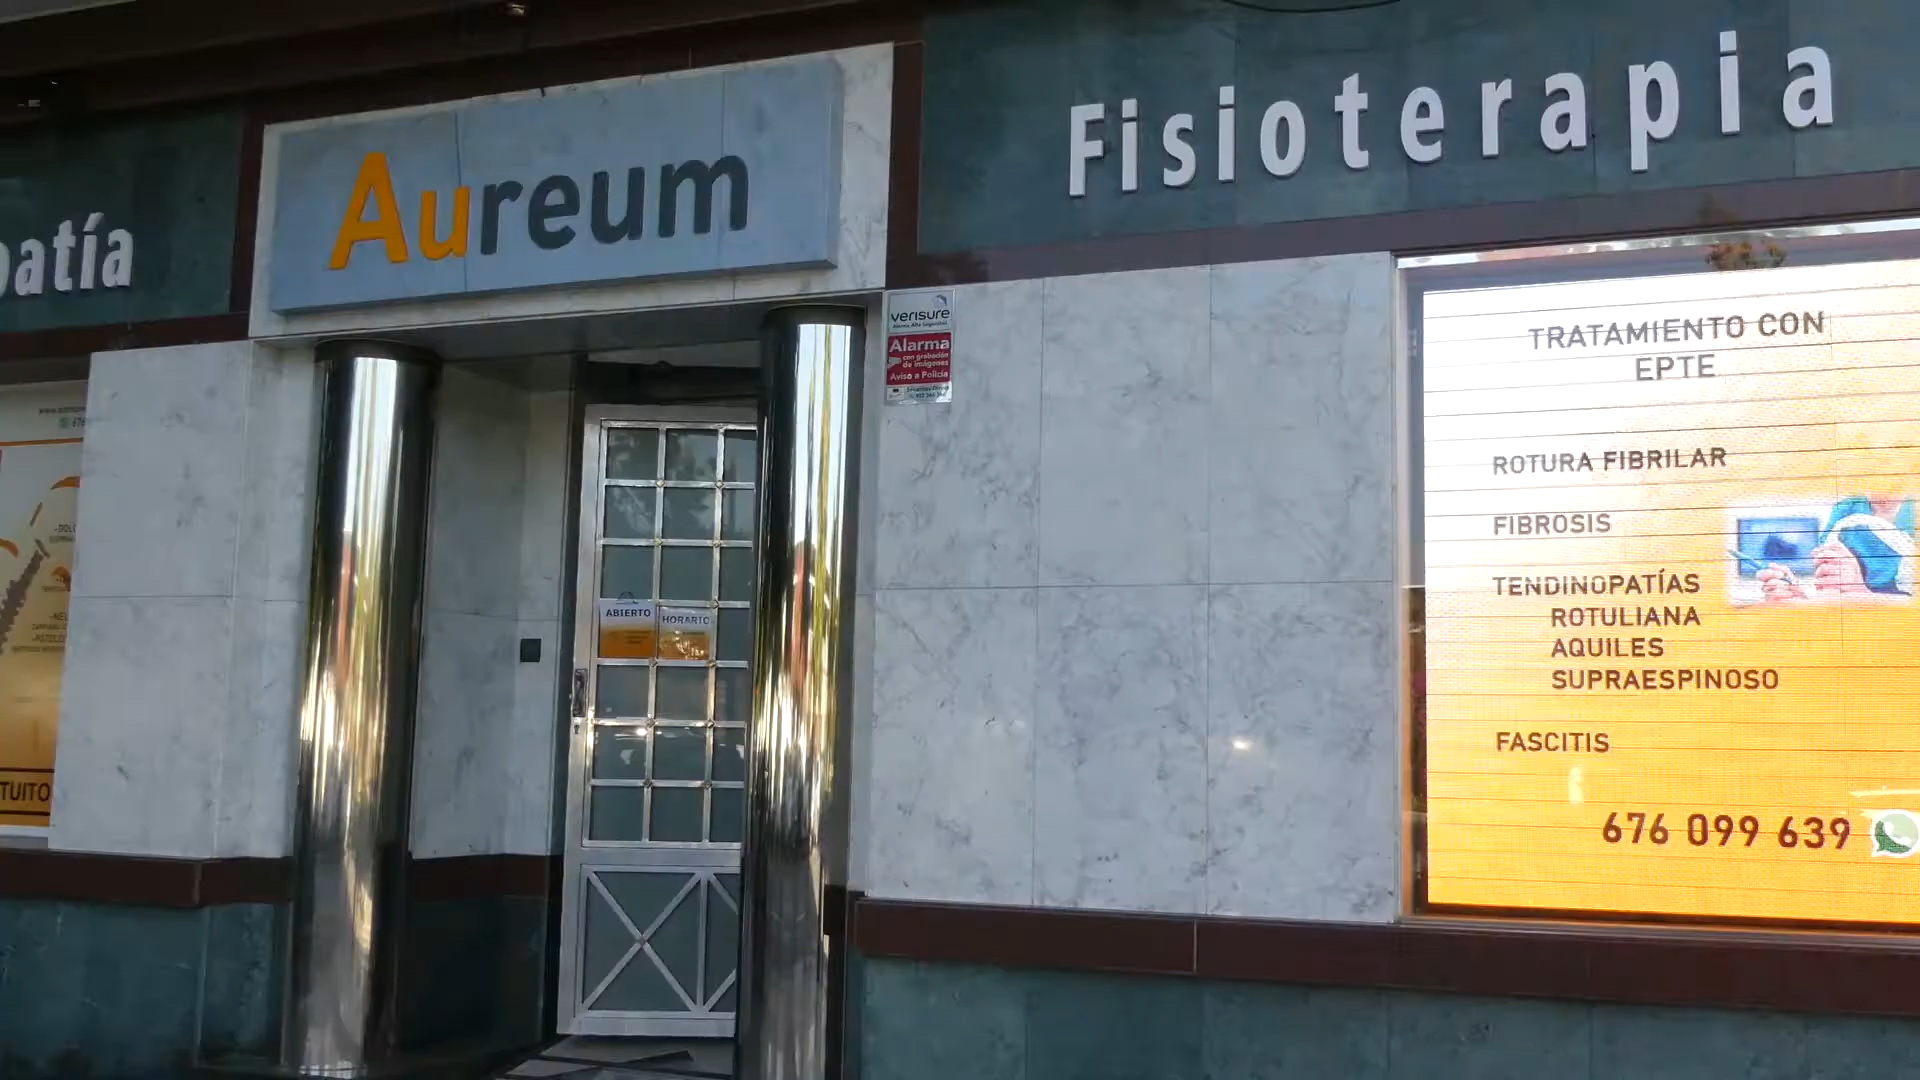 patía
Aureum
Fisioterapia
verisure
Alarma
con grabación
de imágenes
Aviso a Policía
ABIERTO
HORARIO
TUITO
TRATAMIENTO CON
EPTE
ROTURA FIBRILAR
FIBROSIS
TENDINOPATÍAS
ROTULIANA
AQUILES
SUPRAESPINOSO
FASCITIS
676 099 639